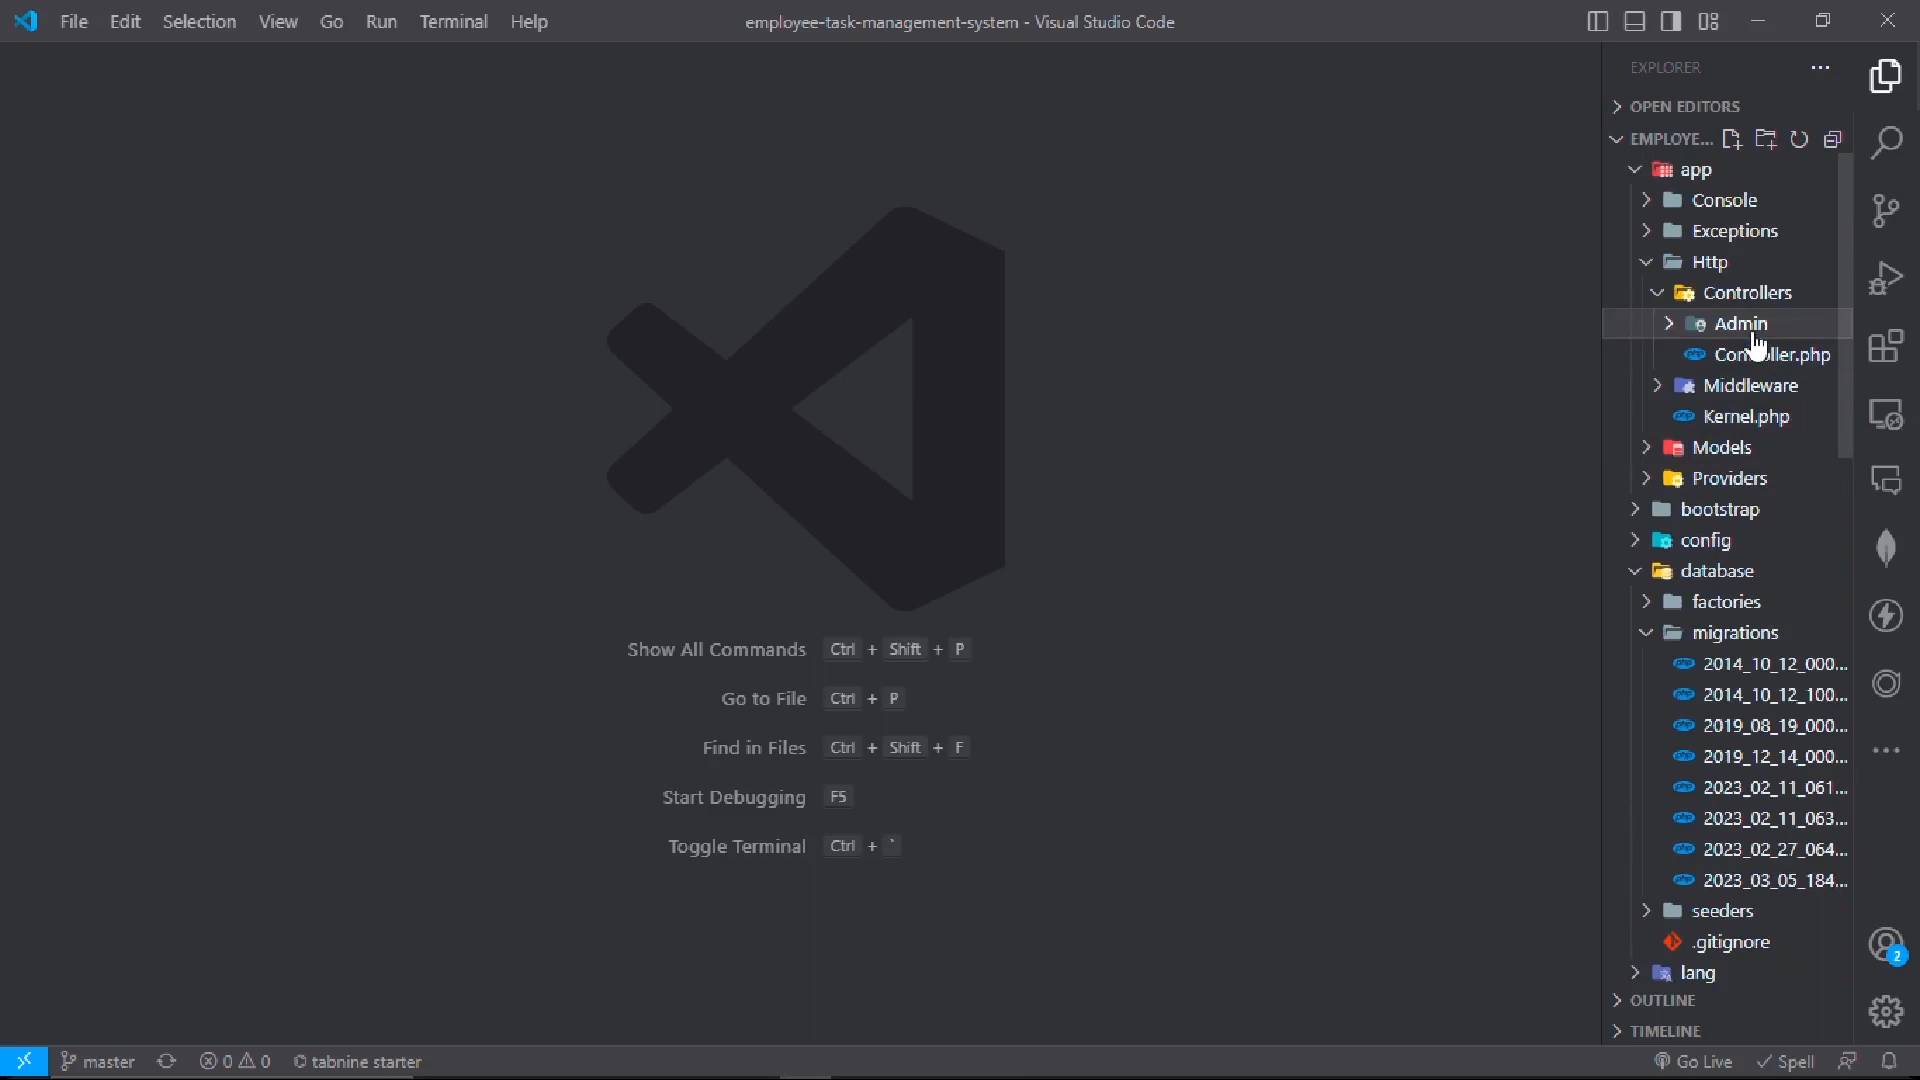 File Edit Selection View Go Run Terminal Help
employee-task-management-system - Visual Studio Code
Show All Commands Ctrl + Shift + P
Go to File Ctrl + P
Find in Files Ctrl + Shift + F
Start Debugging F5
Toggle Terminal Ctrl + `
EXPLORER
OPEN EDITORS
EMPLOYE...
app
Console
Exceptions
Http
Controllers
Admin
Controller.php
Middleware
Kernel.php
Models
Providers
bootstrap
config
database
factories
migrations
2014_10_12_000...
2014_10_12_100...
2019_08_19_000...
2019_12_14_000...
2023_02_11_061...
2023_02_11_063...
2023_02_27_064...
2023_03_05_184...
seeders
.gitignore
lang
OUTLINE
TIMELINE
2
master 0 0 tabnine starter
Go Live Spell